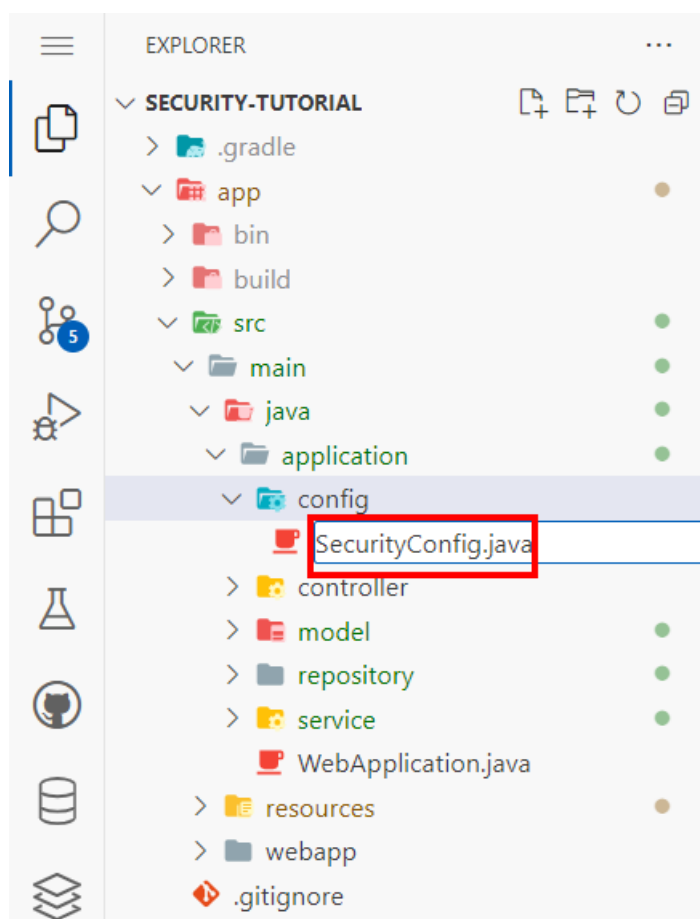 EXPLORER ...
SECURITY-TUTORIAL
.gradle
app
bin
build
src
5
main
java
application
config
SecurityConfig.java
controller
model
repository
service
WebApplication.java
resources
webapp
.gitignore